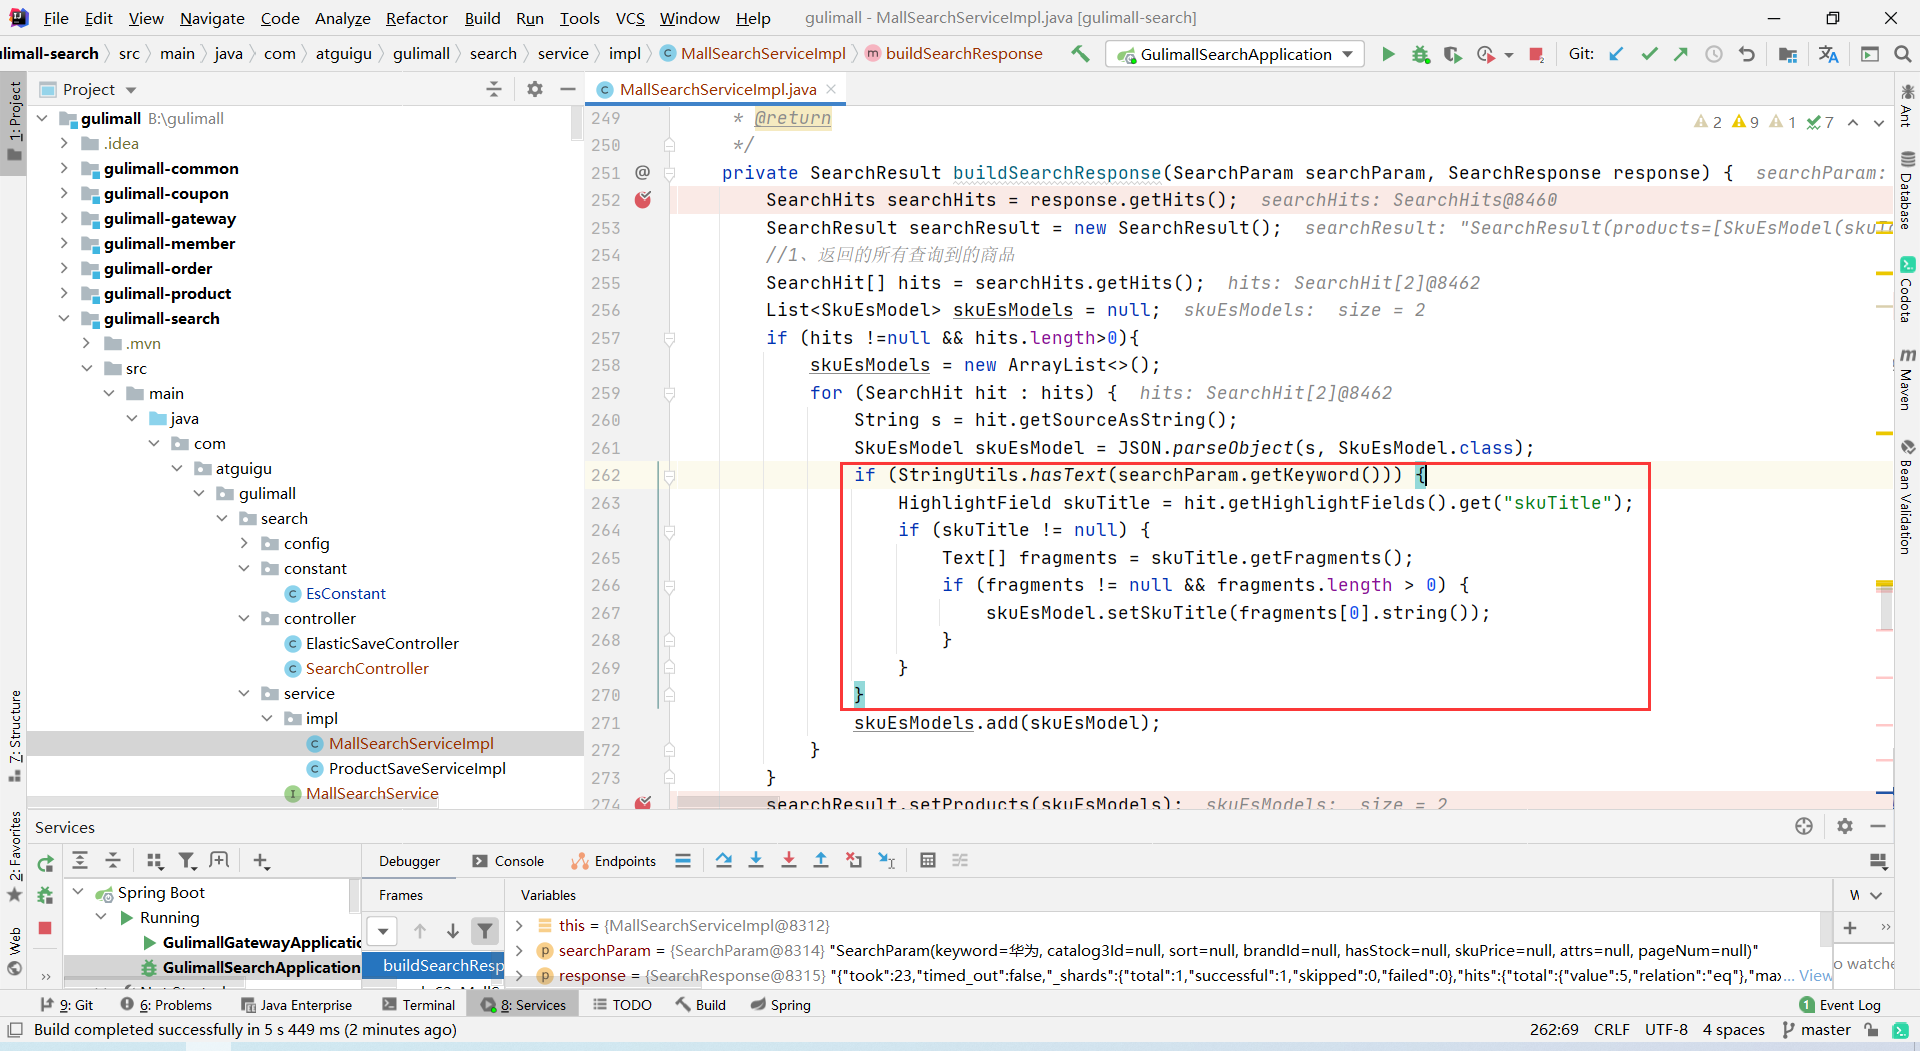 File Edit View Navigate Code Analyze Refactor Build Run Tools VCS Window Help gulimall - MallSearchServiceImpl.java [gulimall-search]
ulimall-search src main java com atguigu gulimall search service impl MallSearchServiceImpl buildSearchResponse GulimallSearchApplication Git:
1: Project
7: Structure
2: Favorites
Web
Project
gulimall B:\gulimall
.idea
gulimall-common
gulimall-coupon
gulimall-gateway
gulimall-member
gulimall-order
gulimall-product
gulimall-search
.mvn
src
main
java
com
atguigu
gulimall
search
config
constant
EsConstant
controller
ElasticSaveController
SearchController
service
impl
MallSearchServiceImpl
ProductSaveServiceImpl
MallSearchService
MallSearchServiceImpl.java
2 9 1 7
249 * @return
250 */
251 @ private SearchResult buildSearchResponse(SearchParam searchParam, SearchResponse response) { searchParam:
252 SearchHits searchHits = response.getHits(); searchHits: SearchHits@8460
253 SearchResult searchResult = new SearchResult(); searchResult: "SearchResult(products=[SkuEsModel(skuId
254 //1、返回的所有查询到的商品
255 SearchHit[] hits = searchHits.getHits(); hits: SearchHit[2]@8462
256 List<SkuEsModel> skuEsModels = null; skuEsModels: size = 2
257 if (hits !=null && hits.length>0){
258 skuEsModels = new ArrayList<>();
259 for (SearchHit hit : hits) { hits: SearchHit[2]@8462
260 String s = hit.getSourceAsString();
261 SkuEsModel skuEsModel = JSON.parseObject(s, SkuEsModel.class);
262 if (StringUtils.hasText(searchParam.getKeyword())) {
263 HighlightField skuTitle = hit.getHighlightFields().get("skuTitle");
264 if (skuTitle != null) {
265 Text[] fragments = skuTitle.getFragments();
266 if (fragments != null && fragments.length > 0) {
267 skuEsModel.setSkuTitle(fragments[0].string());
268 }
269 }
270 }
271 skuEsModels.add(skuEsModel);
272 }
273 }
274 searchResult.setProducts(skuEsModels); skuEsModels: size = 2
Ant
Database
Codota
m Maven
Bean Validation
Services
Debugger Console Endpoints
Spring Boot
Running
GulimallGatewayApplicatio
GulimallSearchApplication
Frames
buildSearchResp
Variables
this = {MallSearchServiceImpl@8312}
searchParam = {SearchParam@8314} "SearchParam(keyword=华为, catalog3Id=null, sort=null, brandId=null, hasStock=null, skuPrice=null, attrs=null, pageNum=null)"
response = {SearchResponse@8315} "{"took":23,"timed_out":false,"_shards":{"total":1,"successful":1,"skipped":0,"failed":0},"hits":{"total":{"value":5,"relation":"eq"},"max... View
W
o watche
9: Git 6: Problems Java Enterprise Terminal 8: Services TODO Build Spring 1 Event Log
Build completed successfully in 5 s 449 ms (2 minutes ago) 262:69 CRLF UTF-8 4 spaces master